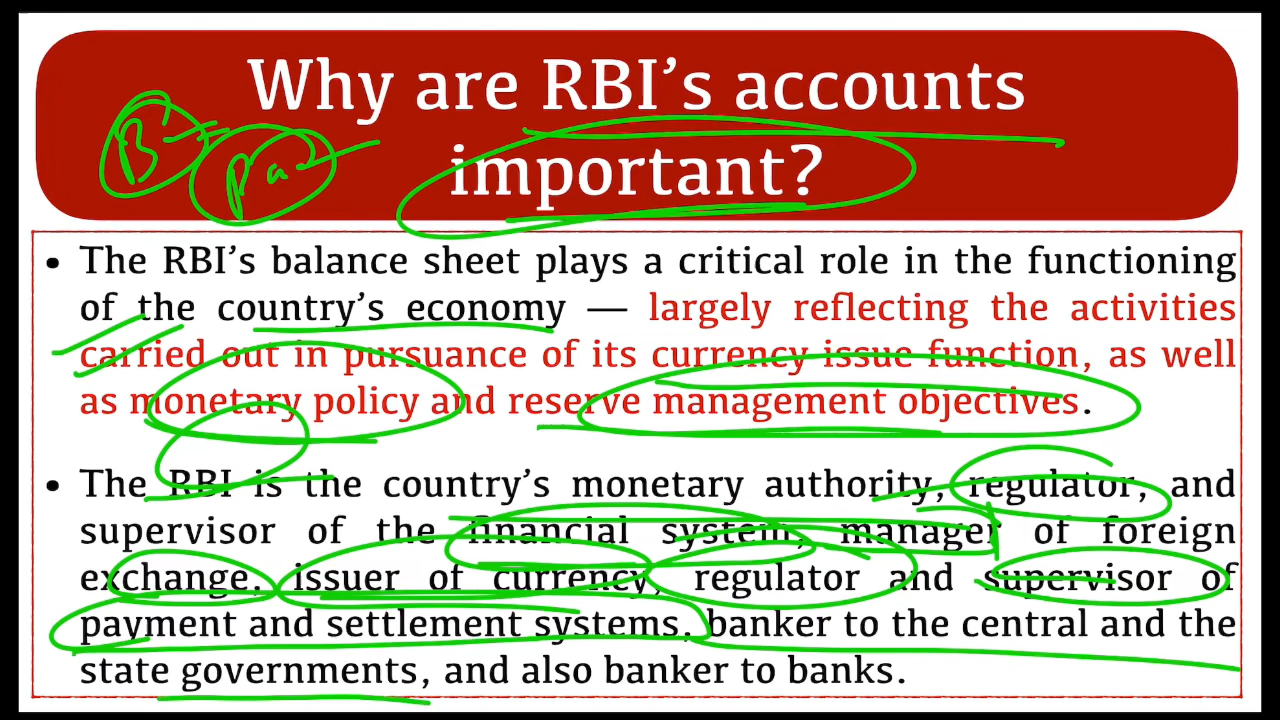 Why are RBI’s accounts
important?
• The RBI’s balance sheet plays a critical role in the functioning
of the country’s economy — largely reflecting the activities
carried out in pursuance of its currency issue function, as well
as monetary policy and reserve management objectives.
• The RBI is the country’s monetary authority, regulator, and
supervisor of the financial system, manager of foreign
exchange, issuer of currency, regulator and supervisor of
payment and settlement systems, banker to the central and the
state governments, and also banker to banks.